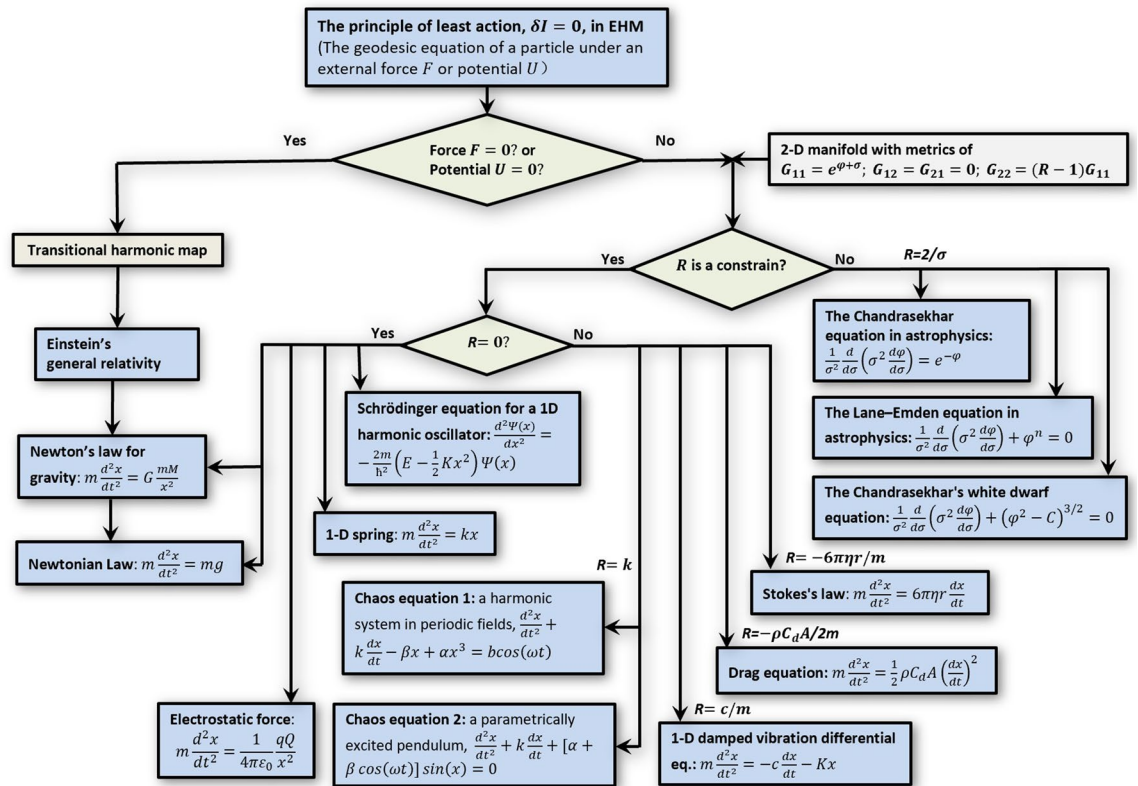 The principle of least action, δI = 0, in EHM
(The geodesic equation of a particle under an
external force F or potential U)
Yes
Force F = 0? or
Potential U = 0?
No
2-D manifold with metrics of
G₁₁ = e^(φ+σ); G₁₂ = G₂₁ = 0; G₂₂ = (R − 1)G₁₁
Transitional harmonic map
Yes
R is a constrain?
No
R=2/σ
Einstein's
general relativity
Yes
R= 0?
No
The Chandrasekhar
equation in astrophysics:
1/σ² d/dσ (σ² dφ/dσ) = e^(−φ)
Schrödinger equation for a 1D
harmonic oscillator: d²Ψ(x)/dx² =
− 2m/ħ² (E − 1/2 Kx²) Ψ(x)
The Lane–Emden equation in
astrophysics: 1/σ² d/dσ (σ² dφ/dσ) + φⁿ = 0
Newton's law for
gravity: m d²x/dt² = G mM/x²
The Chandrasekhar's white dwarf
equation: 1/σ² d/dσ (σ² dφ/dσ) + (φ² − C)^(3/2) = 0
1-D spring: m d²x/dt² = kx
Newtonian Law: m d²x/dt² = mg
R= k
R= −6πηr/m
Stokes's law: m d²x/dt² = 6πηr dx/dt
Chaos equation 1: a harmonic
system in periodic fields, d²x/dt² +
k dx/dt − βx + αx³ = bcos(ωt)
R=−ρC_dA/2m
Drag equation: m d²x/dt² = 1/2 ρC_dA (dx/dt)²
Electrostatic force:
m d²x/dt² = 1/4πε₀ qQ/x²
Chaos equation 2: a parametrically
excited pendulum, d²x/dt² + k dx/dt + [α +
β cos(ωt)] sin(x) = 0
R= c/m
1-D damped vibration differential
eq.: m d²x/dt² = −c dx/dt − Kx